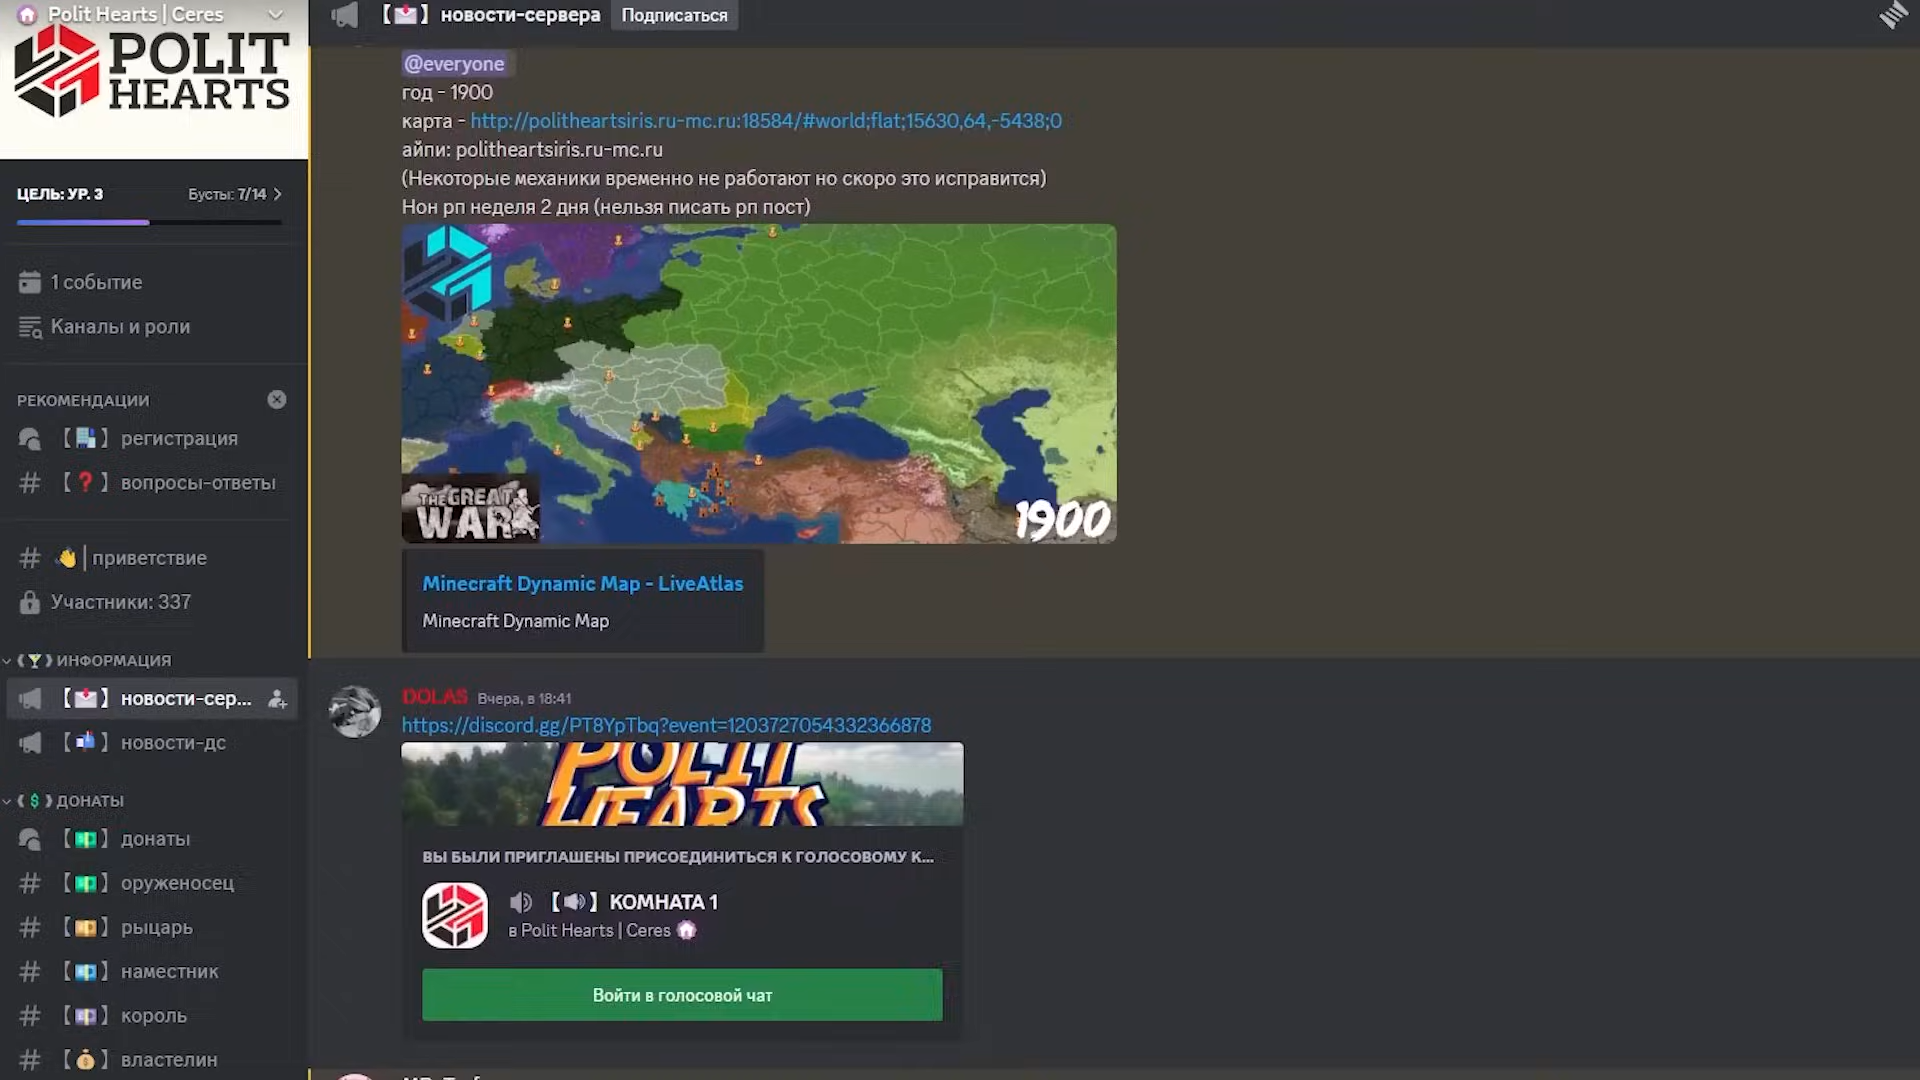 Polit Hearts | Ceres
POLIT
HEARTS
ЦЕЛЬ: УР. 3
Бусты: 7/14
1 событие
Каналы и роли
РЕКОМЕНДАЦИИ
【】 регистрация
【❓】 вопросы-ответы
👋 | приветствие
Участники: 337
ИНФОРМАЦИЯ
【📩】 новости-сер...
【📬】 новости-дс
ДОНАТЫ
【💵】 донаты
【💵】 оруженосец
【💴】 рыцарь
【💶】 наместник
【💷】 король
【💰】 властелин
【📩】 новости-сервера
Подписаться
@everyone
год - 1900
карта - http://politheartsiris.ru-mc.ru:18584/#world;flat;15630,64,-5438;0
айпи: politheartsiris.ru-mc.ru
(Некоторые механики временно не работают но скоро это исправится)
Нон рп неделя 2 дня (нельзя писать рп пост)
THE GREAT
WAR
1900
Minecraft Dynamic Map - LiveAtlas
Minecraft Dynamic Map
DOLAS Вчера, в 18:41
https://discord.gg/PT8YpTbq?event=1203727054332366878
POLIT
HEARTS
ВЫ БЫЛИ ПРИГЛАШЕНЫ ПРИСОЕДИНИТЬСЯ К ГОЛОСОВОМУ К...
【🔊】 КОМНАТА 1
в Polit Hearts | Ceres
Войти в голосовой чат